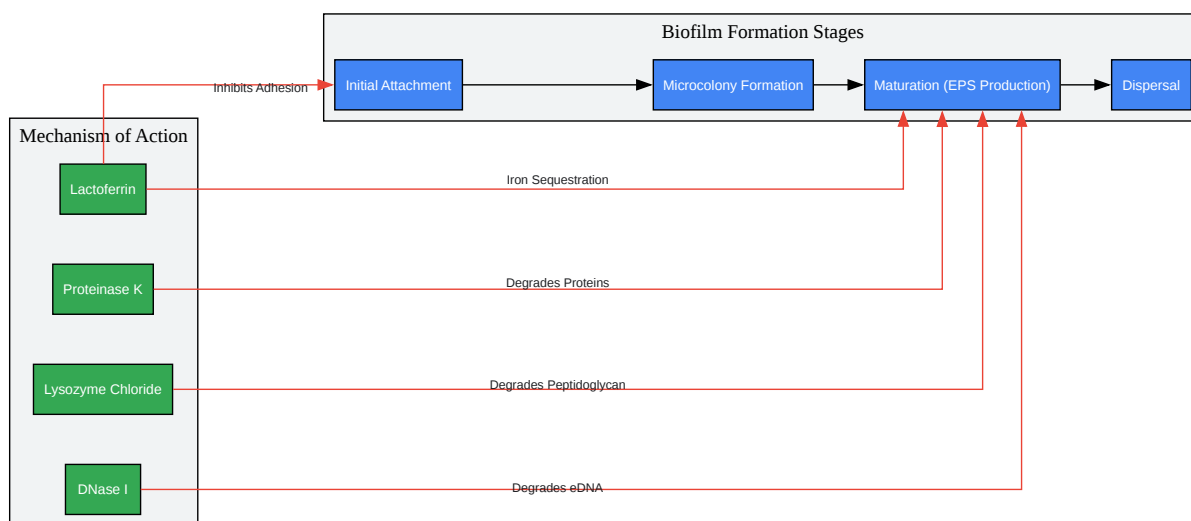 Biofilm Formation Stages
Inhibits Adhesion
Initial Attachment
Microcolony Formation
Maturation (EPS Production)
Dispersal
Mechanism of Action
Lactoferrin
Iron Sequestration
Proteinase K
Degrades Proteins
Lysozyme Chloride
Degrades Peptidoglycan
DNase I
Degrades eDNA